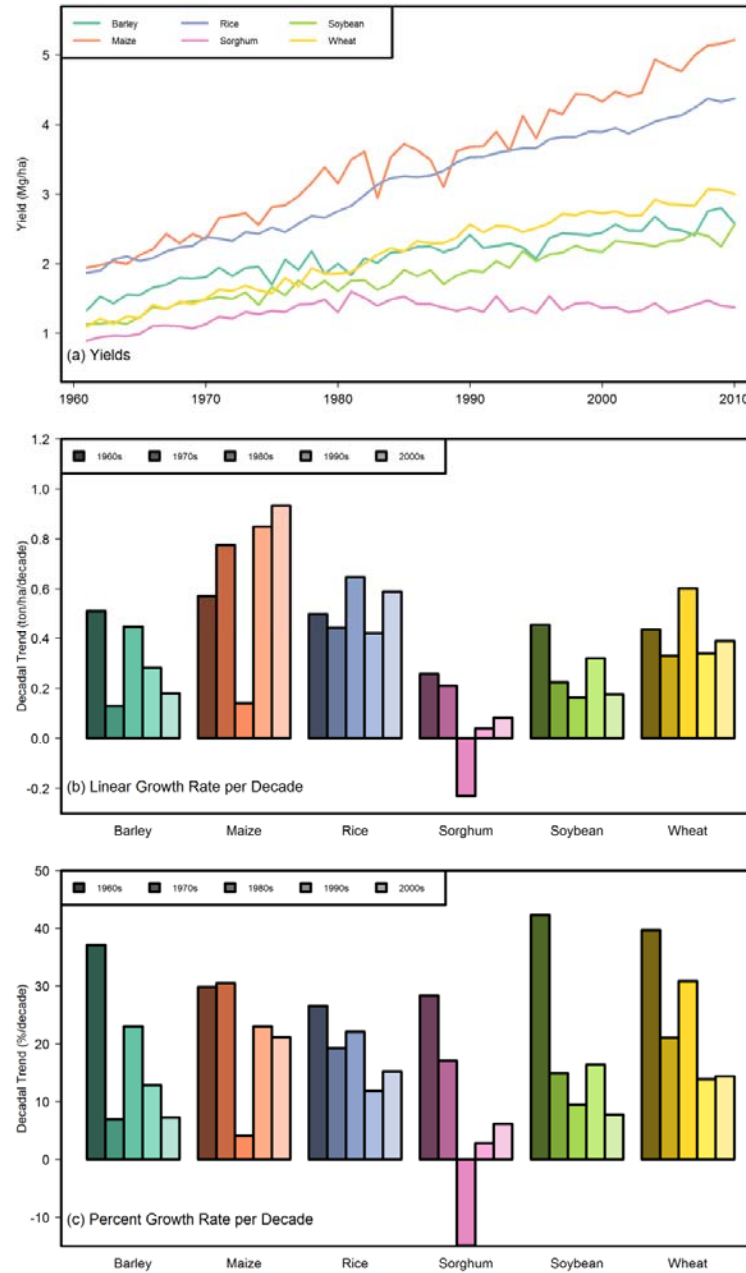 Barley Rice Soybean
Maize Sorghum Wheat
5
4
3
2
1
Yield (Mg/ha)
(a) Yields
1960 1970 1980 1990 2000 2010
1.2
1.0
0.8
0.6
0.4
0.2
0.0
-0.2
Decadal Trend (ton/ha/decade)
1960s 1970s 1980s 1990s 2000s
(b) Linear Growth Rate per Decade
Barley Maize Rice Sorghum Soybean Wheat
50
40
30
20
10
0
-10
Decadal Trend (%/decade)
1960s 1970s 1980s 1990s 2000s
(c) Percent Growth Rate per Decade
Barley Maize Rice Sorghum Soybean Wheat